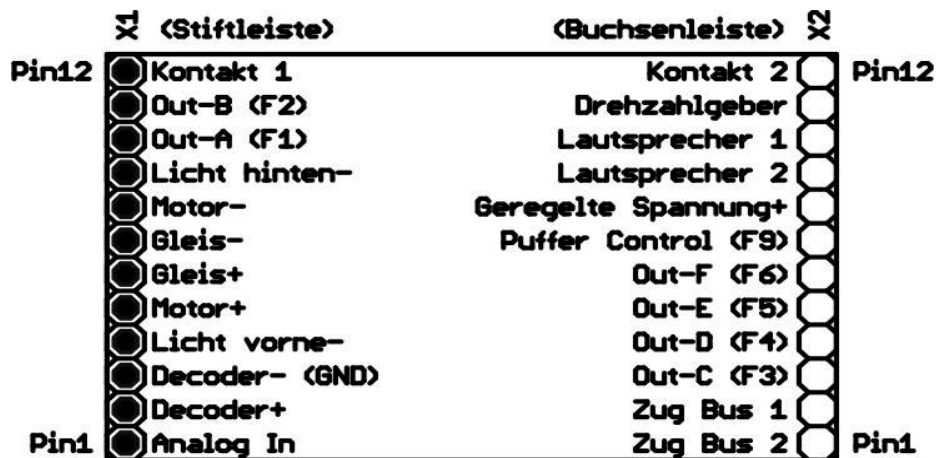 X1 (Stiftleiste) (Buchsenleiste) X2
Pin12 Kontakt 1 Kontakt 2 Pin12
Out-B (F2) Drehzahlgeber
Out-A (F1) Lautsprecher 1
Licht hinten- Lautsprecher 2
Motor- Geregelte Spannung+
Gleis- Puffer Control (F9)
Gleis+ Out-F (F6)
Motor+ Out-E (F5)
Licht vorne- Out-D (F4)
Decoder- (GND) Out-C (F3)
Decoder+ Zug Bus 1
Pin1 Analog In Zug Bus 2 Pin1